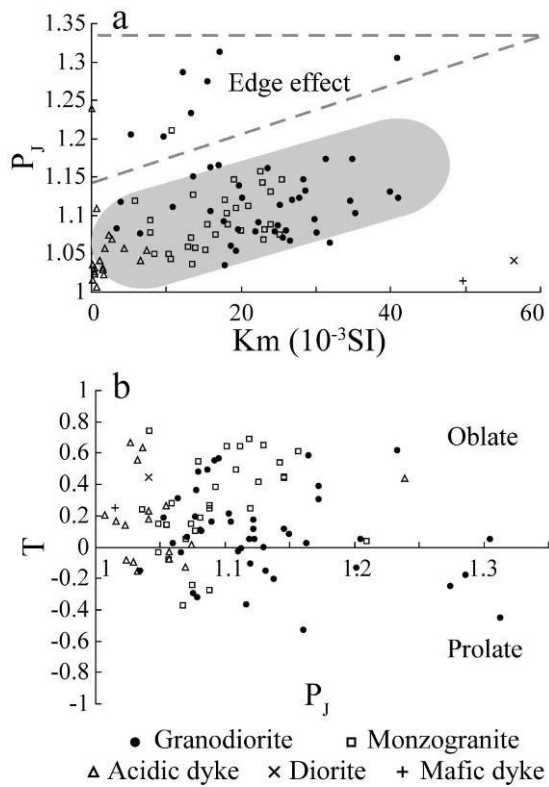 a
1.35
1.3
1.25
1.2
1.15
1.1
1.05
1
P_J
Edge effect
0 20 40 60
Km (10⁻³SI)
b
1
0.8
0.6
0.4
0.2
0
-0.2
-0.4
-0.6
-0.8
-1
T
Oblate
1 1.1 1.2 1.3
Prolate
P_J
Granodiorite Monzogranite
Acidic dyke Diorite Mafic dyke